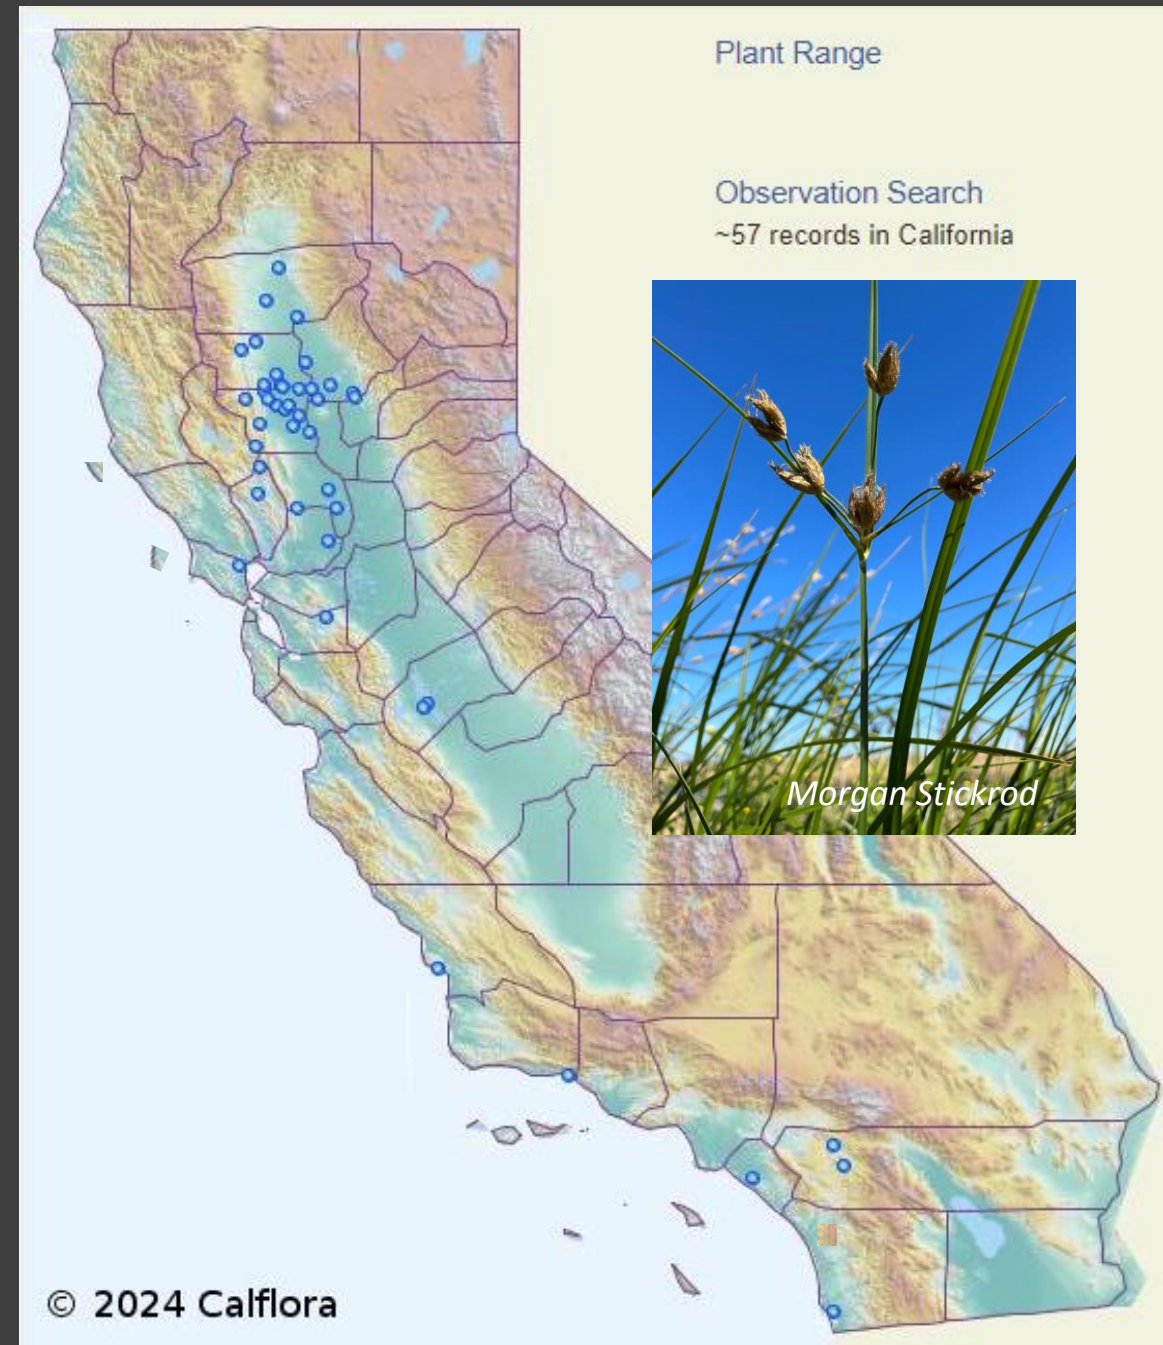 Plant Range
Observation Search
~57 records in California
Morgan Stickrod
© 2024 Calflora